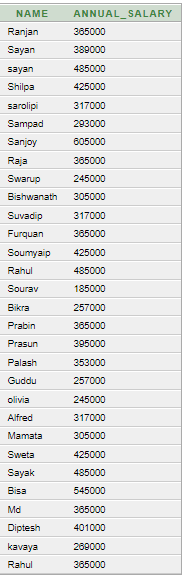 NAME ANNUAL_SALARY
Ranjan 365000
Sayan 389000
sayan 485000
Shilpa 425000
sarolipi 317000
Sampad 293000
Sanjoy 605000
Raja 365000
Swarup 245000
Bishwanath 305000
Suvadip 317000
Furquan 365000
Soumyaip 425000
Rahul 485000
Sourav 185000
Bikra 257000
Prabin 365000
Prasun 395000
Palash 353000
Guddu 257000
olivia 245000
Alfred 317000
Mamata 305000
Sweta 425000
Sayak 485000
Bisa 545000
Md 365000
Diptesh 401000
kavaya 269000
Rahul 365000